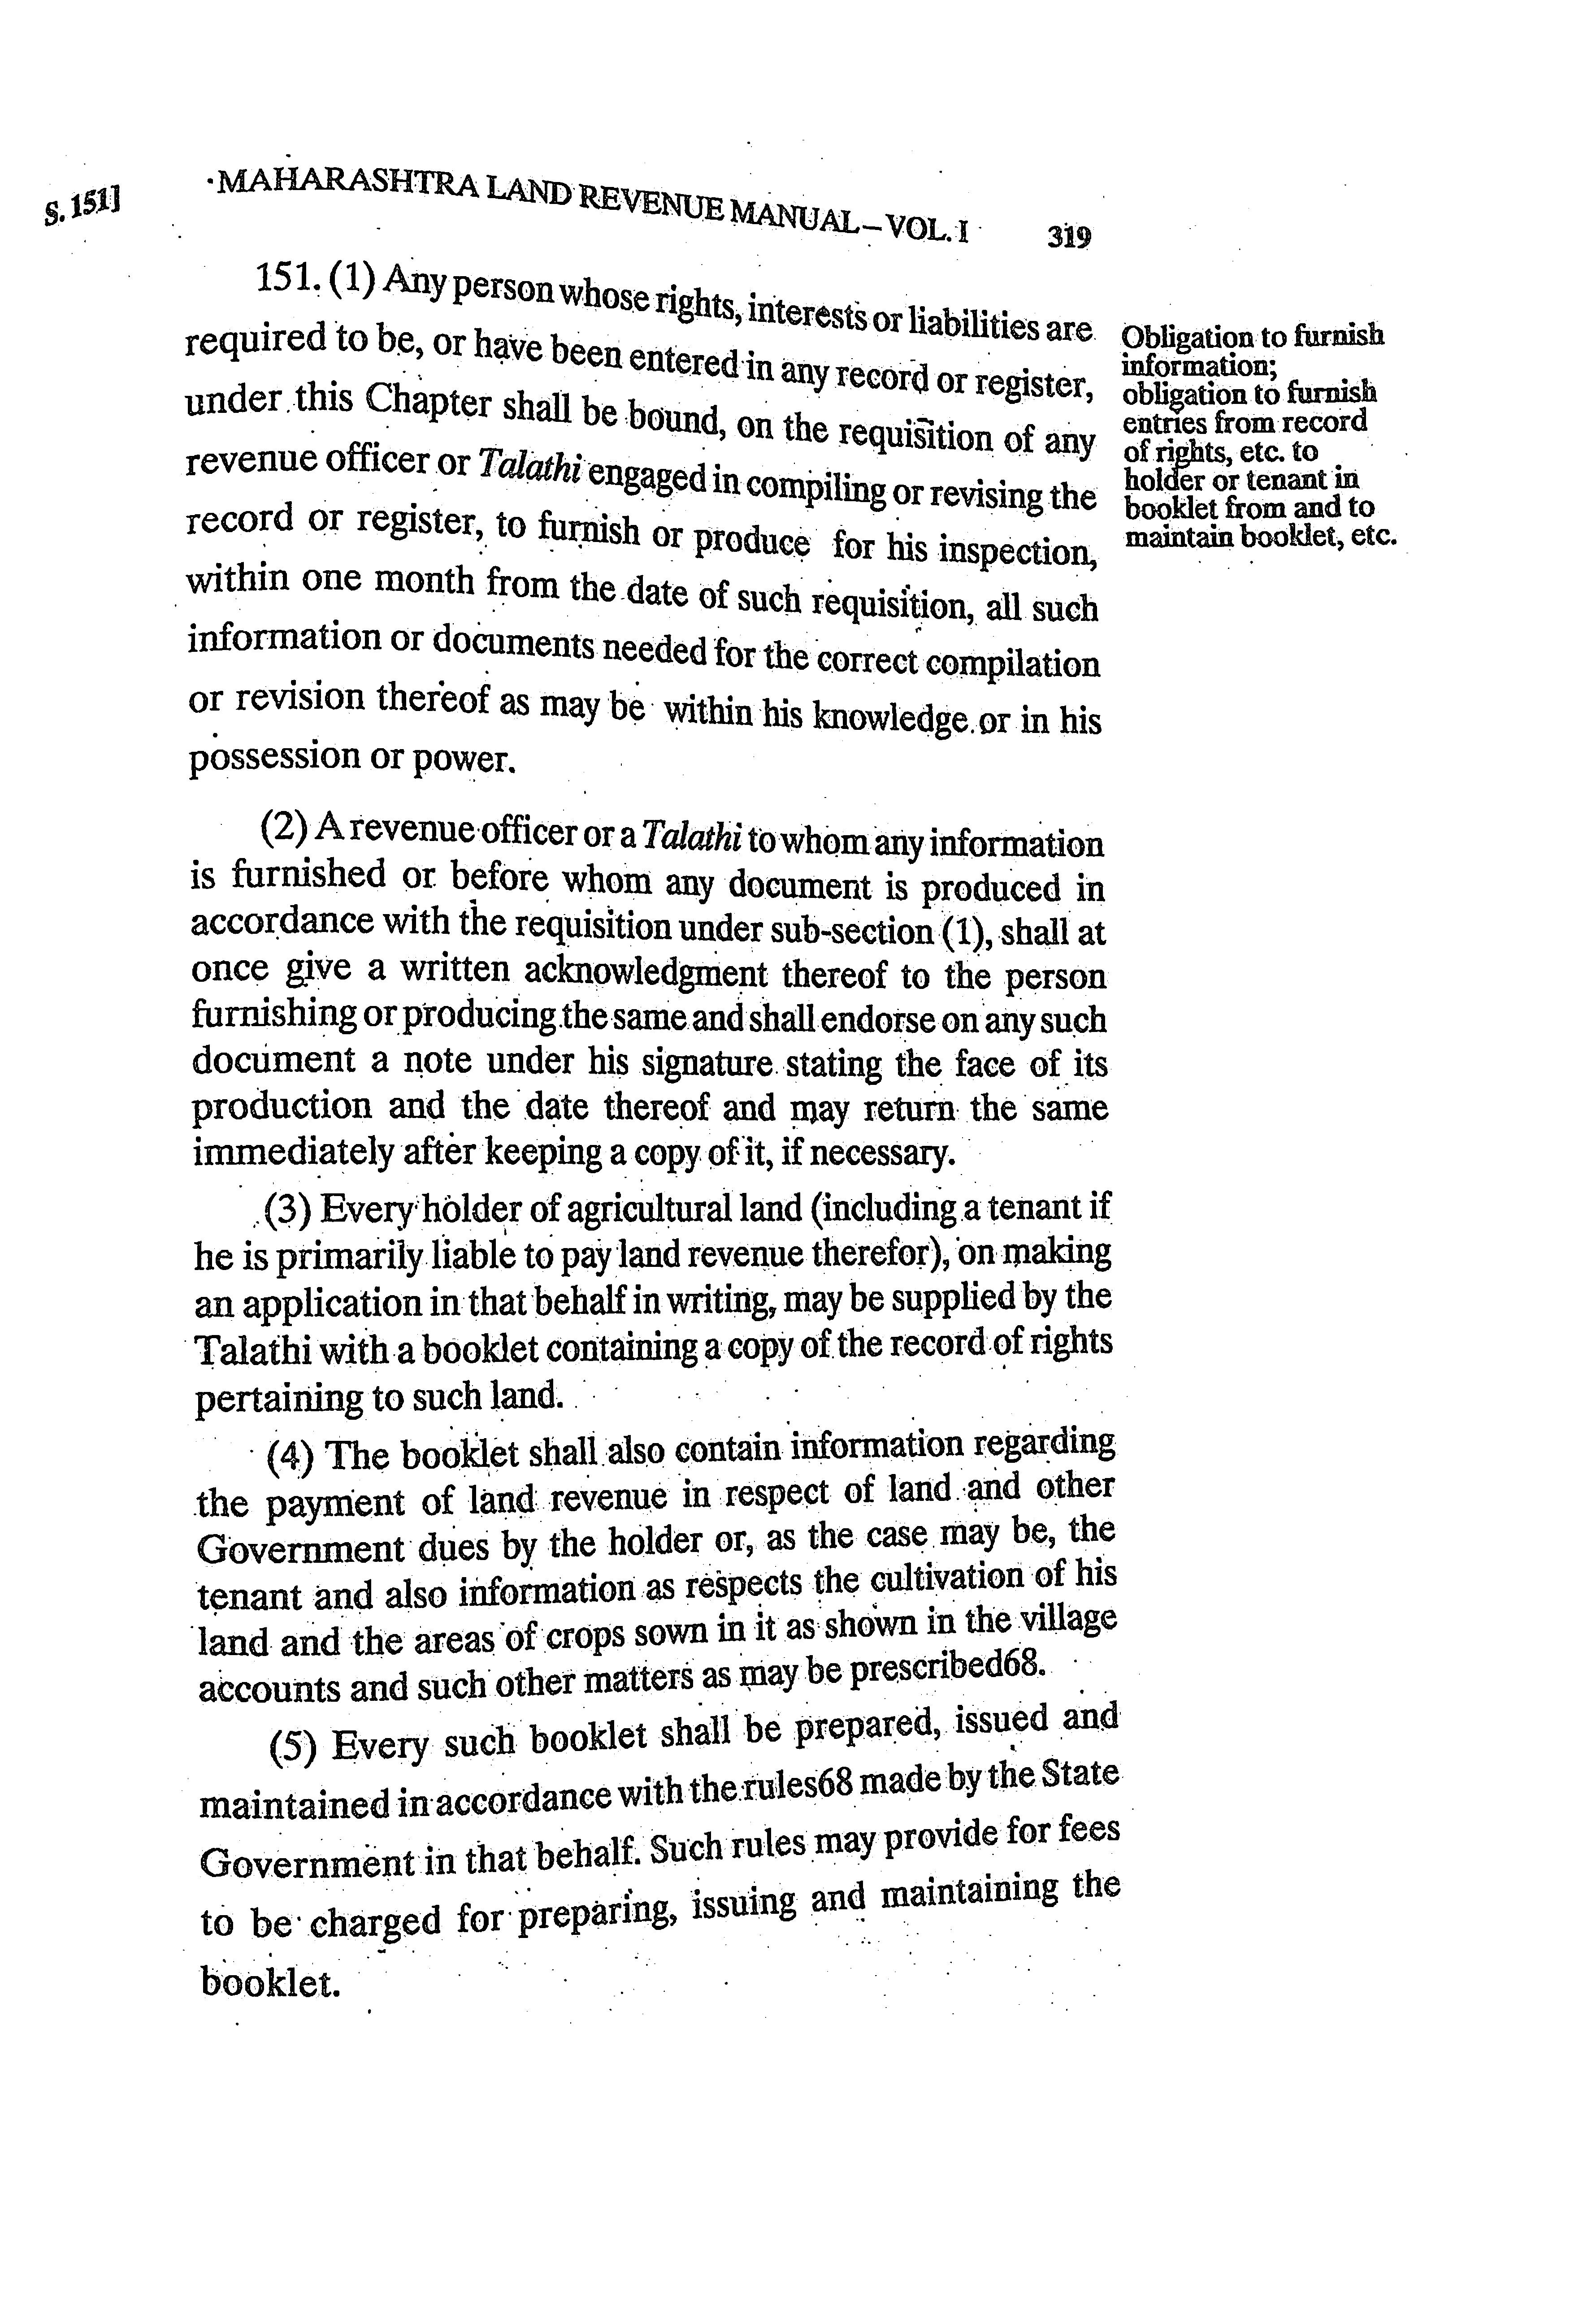 S. 151]
MAHARASHTRA LAND REVENUE MANUAL – VOL. I
319
151. (1) Any person whose rights, interests or liabilities are
required to be, or have been entered in any record or register,
under this Chapter shall be bound, on the requisition of any
revenue officer or Talathi engaged in compiling or revising the
record or register, to furnish or produce for his inspection,
within one month from the date of such requisition, all such
information or documents needed for the correct compilation
or revision thereof as may be within his knowledge or in his
possession or power.
Obligation to furnish
information;
obligation to furnish
entries from record
of rights, etc. to
holder or tenant in
booklet from and to
maintain booklet, etc.
(2) A revenue officer or a Talathi to whom any information
is furnished or before whom any document is produced in
accordance with the requisition under sub-section (1), shall at
once give a written acknowledgment thereof to the person
furnishing or producing the same and shall endorse on any such
document a note under his signature stating the face of its
production and the date thereof and may return the same
immediately after keeping a copy of it, if necessary.
(3) Every holder of agricultural land (including a tenant if
he is primarily liable to pay land revenue therefor), on making
an application in that behalf in writing, may be supplied by the
Talathi with a booklet containing a copy of the record of rights
pertaining to such land.
(4) The booklet shall also contain information regarding
the payment of land revenue in respect of land and other
Government dues by the holder or, as the case may be, the
tenant and also information as respects the cultivation of his
land and the areas of crops sown in it as shown in the village
accounts and such other matters as may be prescribed68.
(5) Every such booklet shall be prepared, issued and
maintained in accordance with the rules68 made by the State
Government in that behalf. Such rules may provide for fees
to be charged for preparing, issuing and maintaining the
booklet.